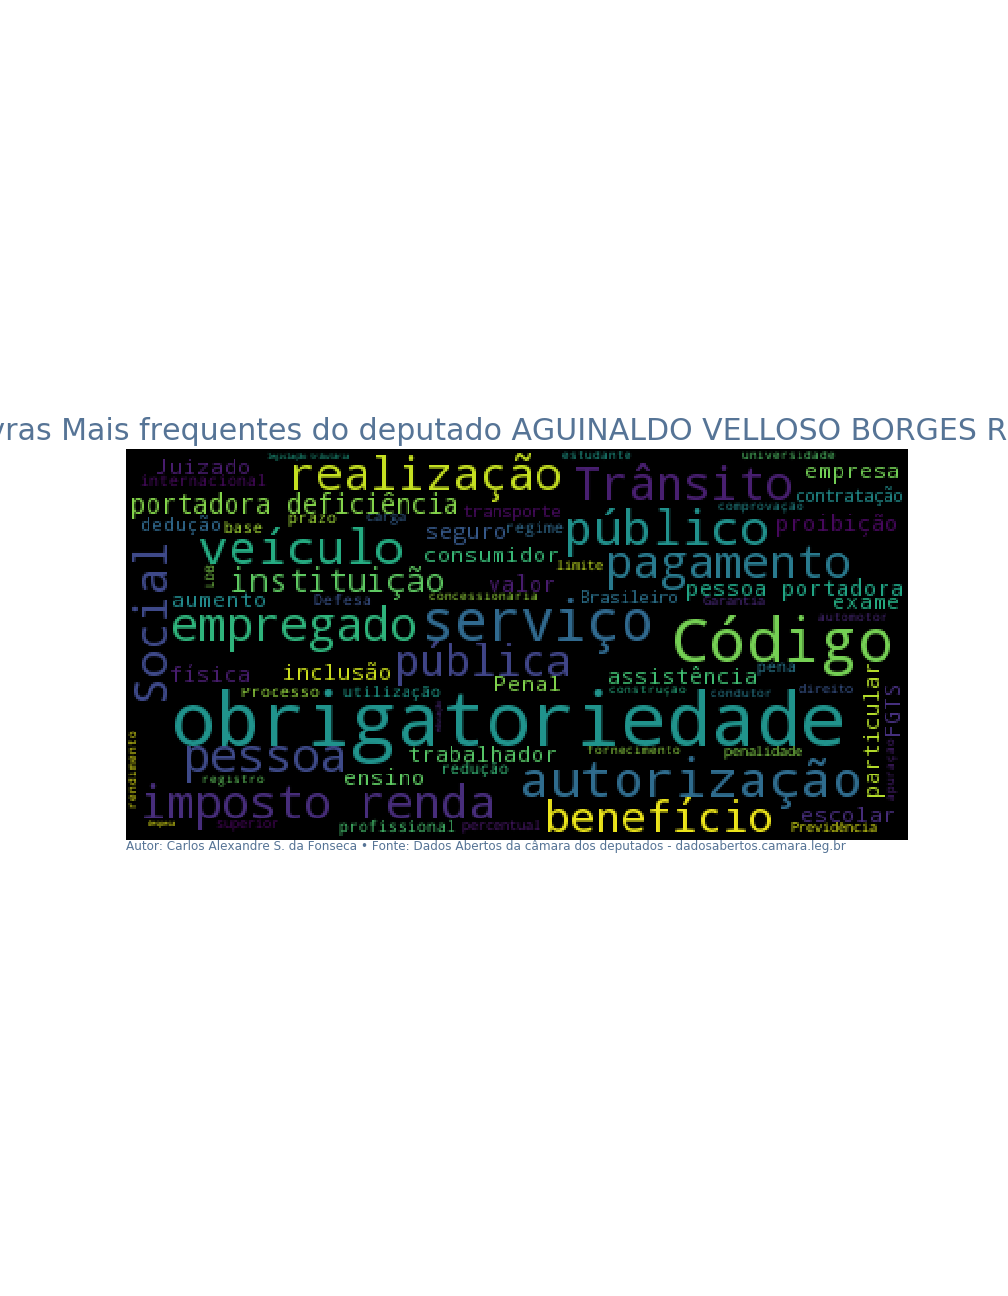 vras Mais frequentes do deputado AGUINALDO VELLOSO BORGES R
legislação tributária
estudante
universidade
Juizado
realização
Trânsito
empresa
internacional
portadora deficiência
transporte
contratação
comprovação
dedução
base
prazo
carga
seguro
regime
público
proibição
veículo
consumidor
limite
pagamento
LDB
instituição
valor
pessoa portadora
Social
aumento
Defesa
concessionária
Brasileiro
Garantia
exame
empregado
serviço
Código
automotor
pública
física
inclusão
Penal
assistência
pena
Processo
utilização
construção
condutor
direito
particular
FGTS
obrigatoriedade
pessoa
trabalhador
fornecimento
penalidade
rendimento
registro
ensino
redução
autorização
apuração
imposto renda
benefício
escolar
Despesa
superior
profissional
percentual
Previdência
Autor: Carlos Alexandre S. da Fonseca • Fonte: Dados Abertos da câmara dos deputados - dadosabertos.camara.leg.br